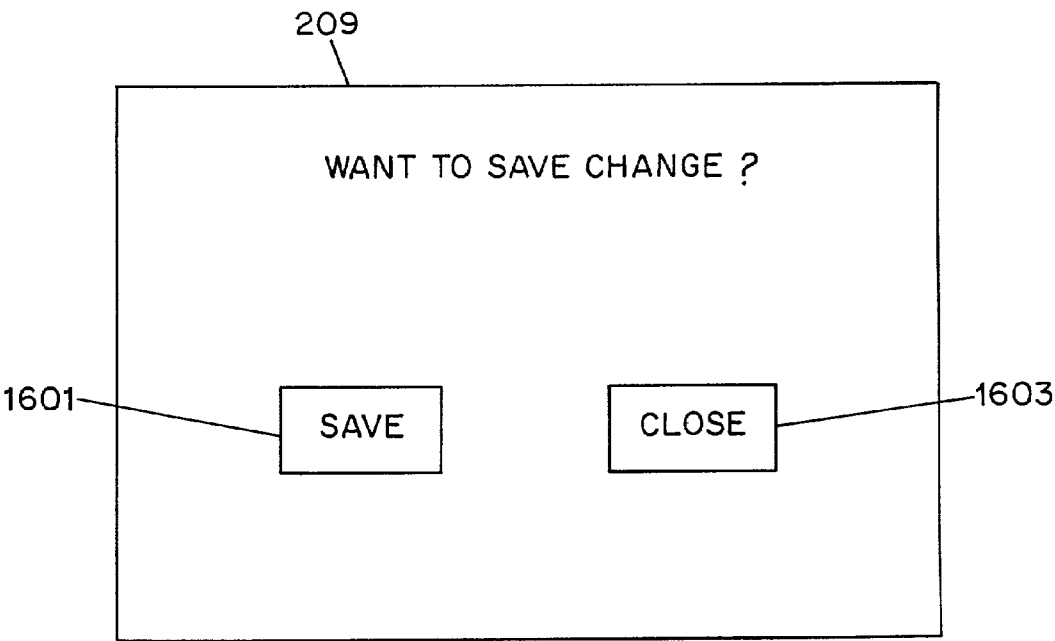 209
WANT TO SAVE CHANGE ?
1601
SAVE
CLOSE
1603